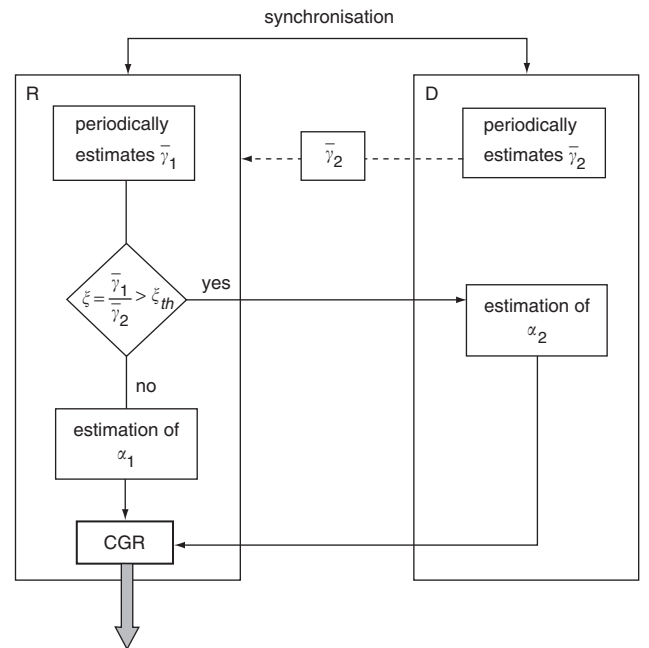 synchronisation
R
D
periodically
estimates γ̅₁
γ̅₂
periodically
estimates γ̅₂
ξ = γ̅₁/γ̅₂ > ξth
yes
estimation of
α₂
no
estimation of
α₁
CGR